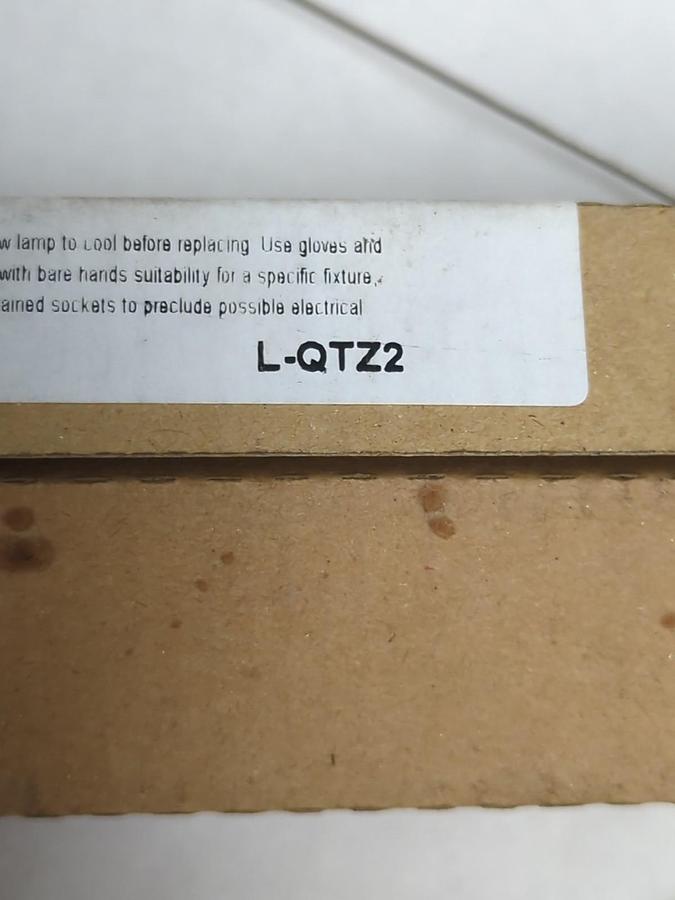 w lamp to cool before replacing Use gloves and
with bare hands suitability for a specific fixture,
ained sockets to preclude possible electrical
L-QTZ2